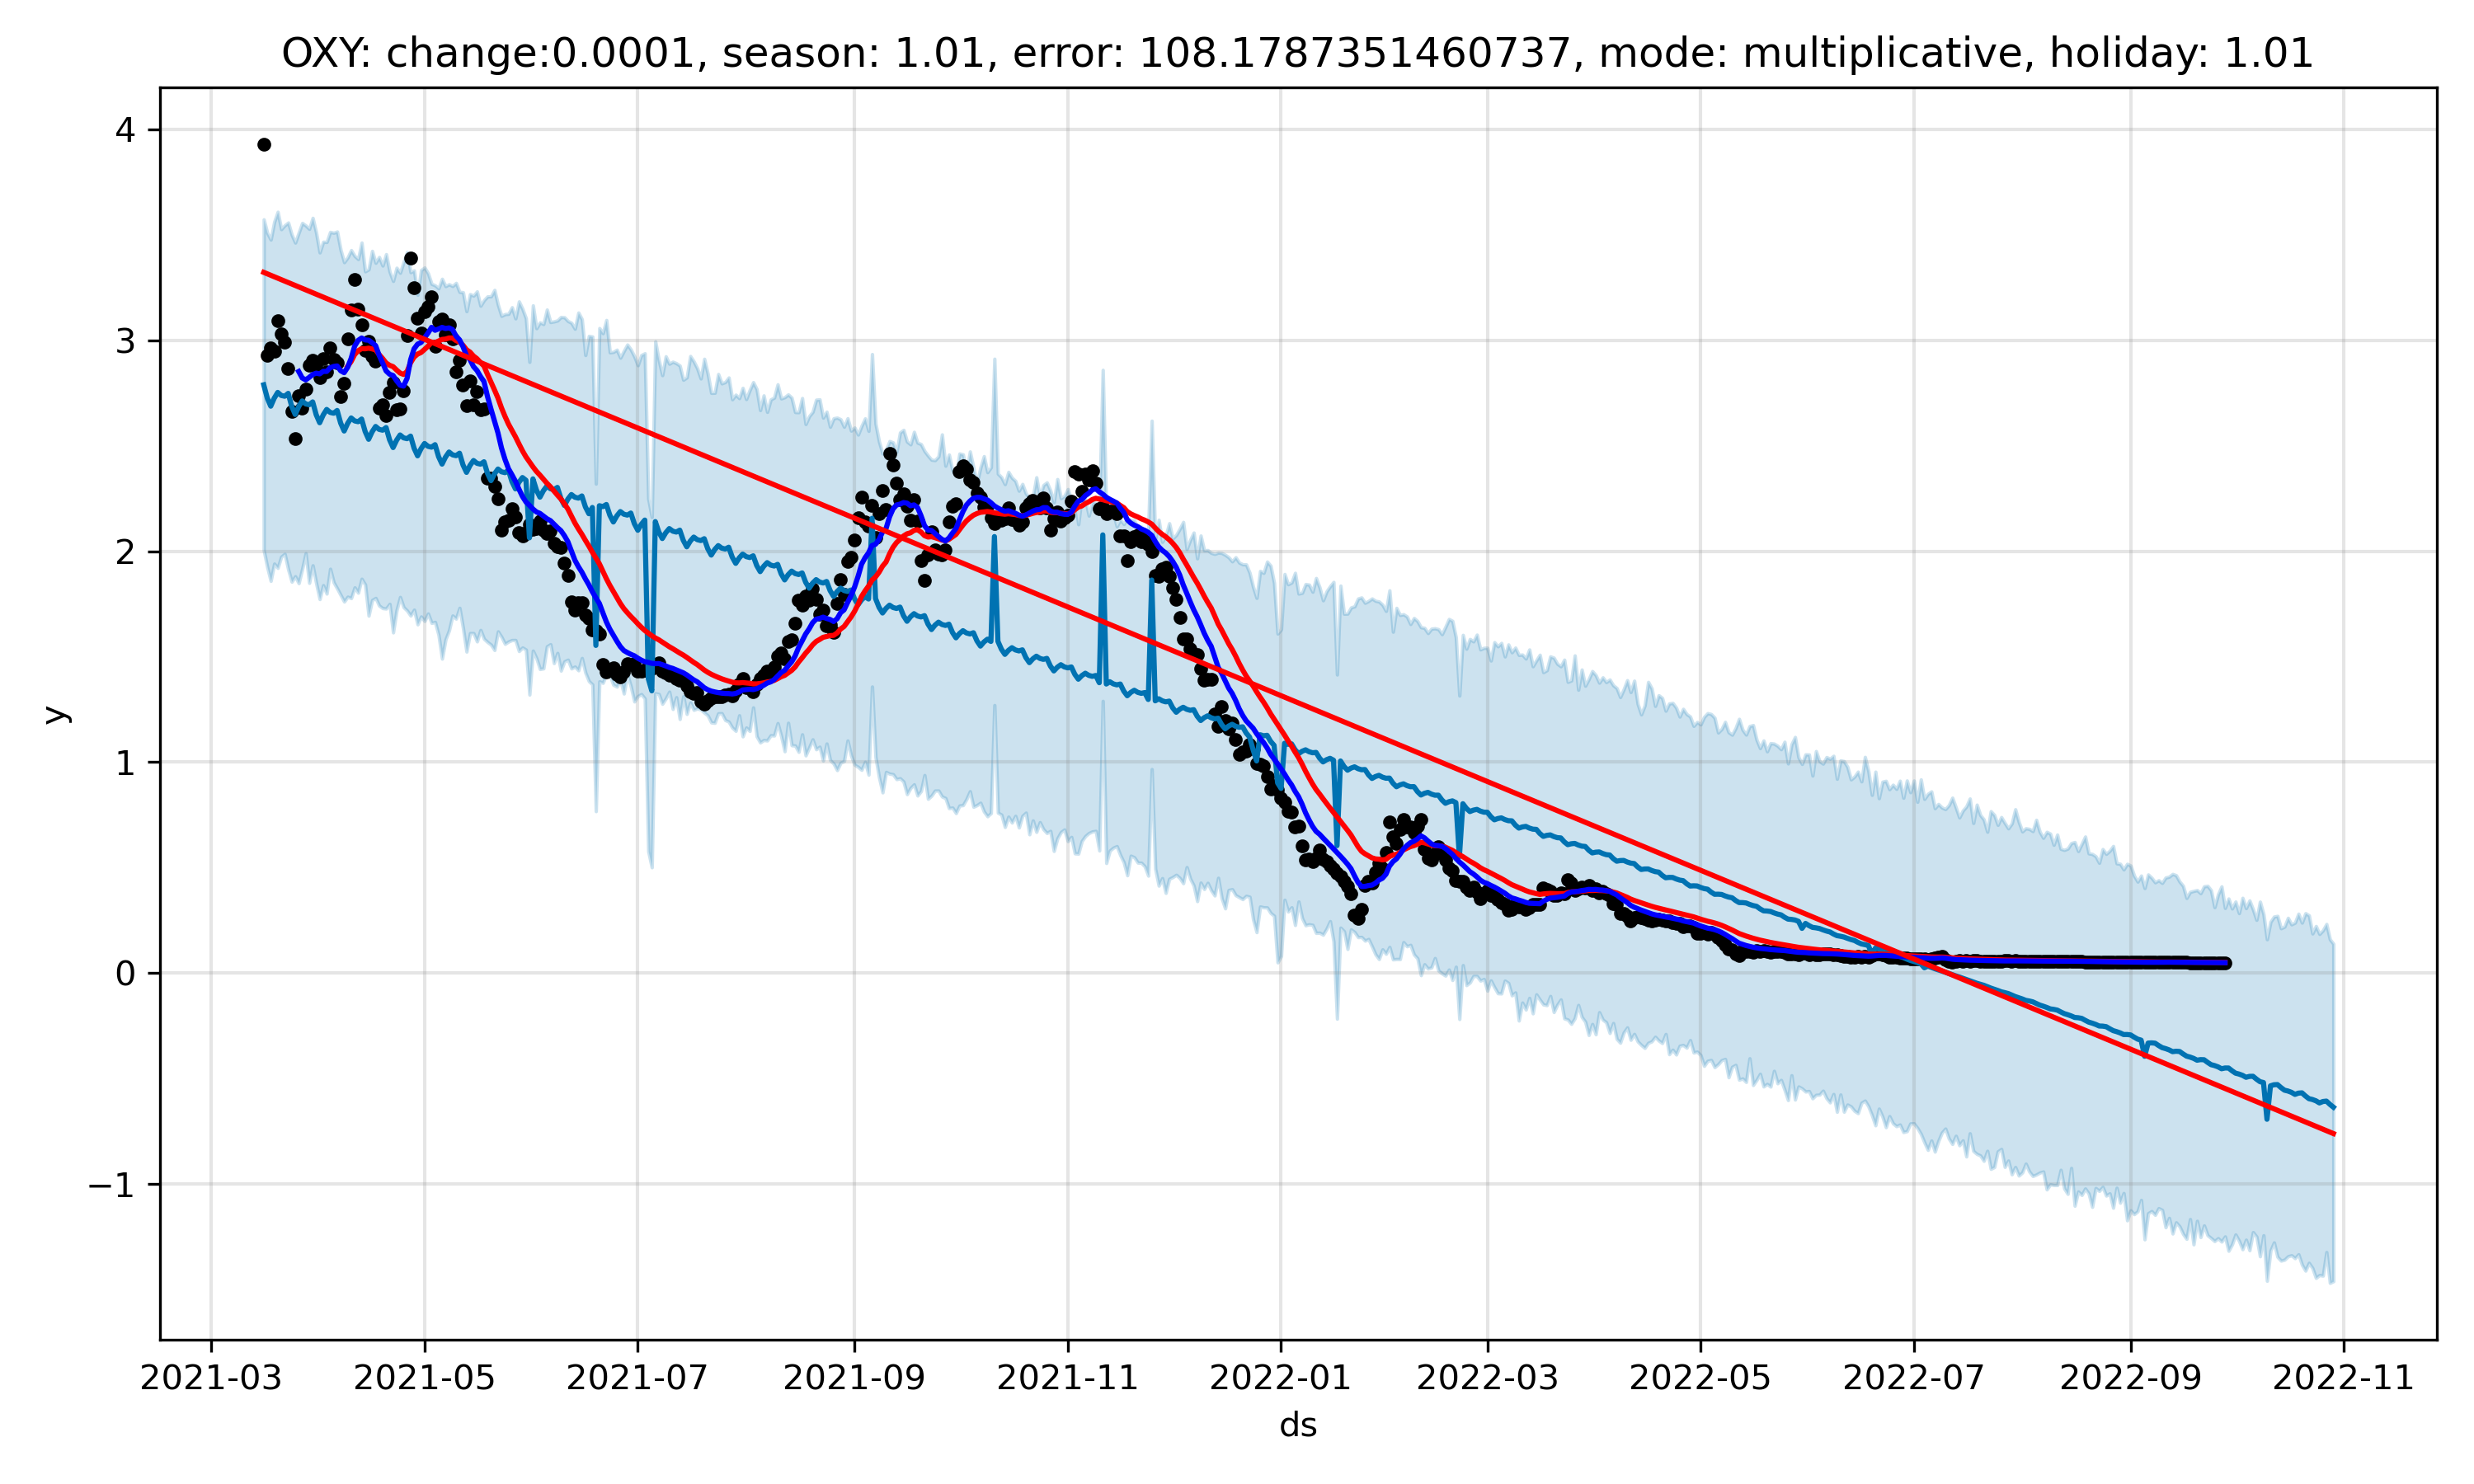 OXY: change:0.0001, season: 1.01, error: 108.1787351460737, mode: multiplicative, holiday: 1.01
4
3
2
1
0
−1
y
2021-03 2021-05 2021-07 2021-09 2021-11 2022-01 2022-03 2022-05 2022-07 2022-09 2022-11
ds